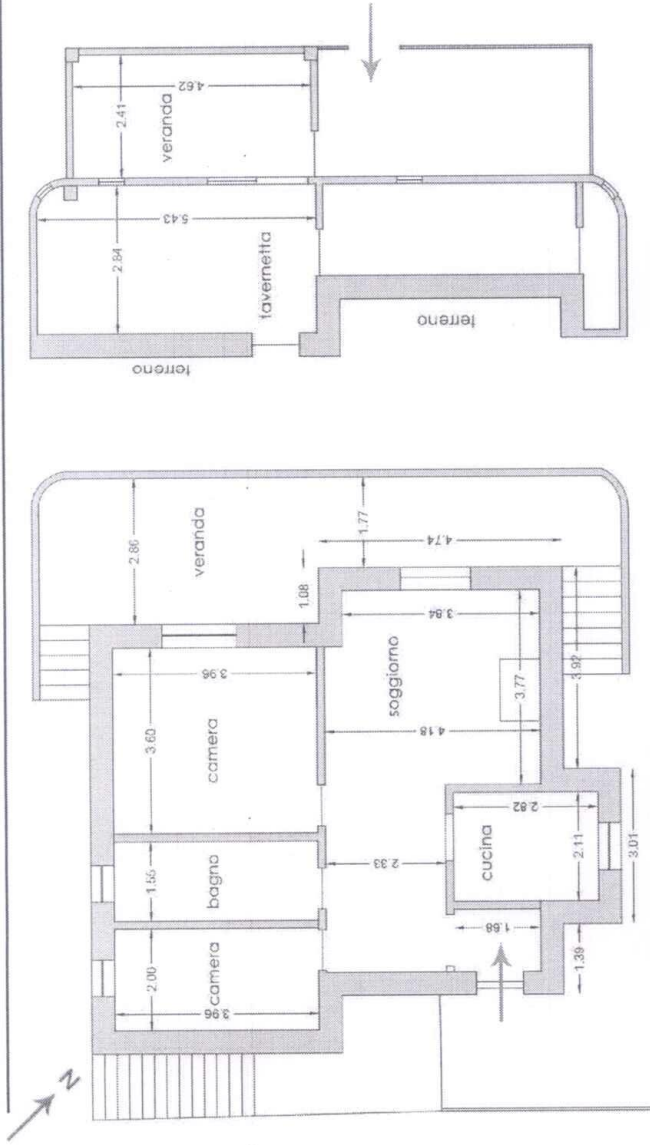 4.62
2.41
veranda
5.43
2.84
tavernetta
terreno
terreno
2.86
veranda
1.77
4.74
1.08
3.84
soggiorno
3.77
3.92
3.96
3.60
camera
4.18
2.82
cucina
2.11
3.01
1.55
bagno
2.33
1.68
1.39
2.00
camera
3.96
N